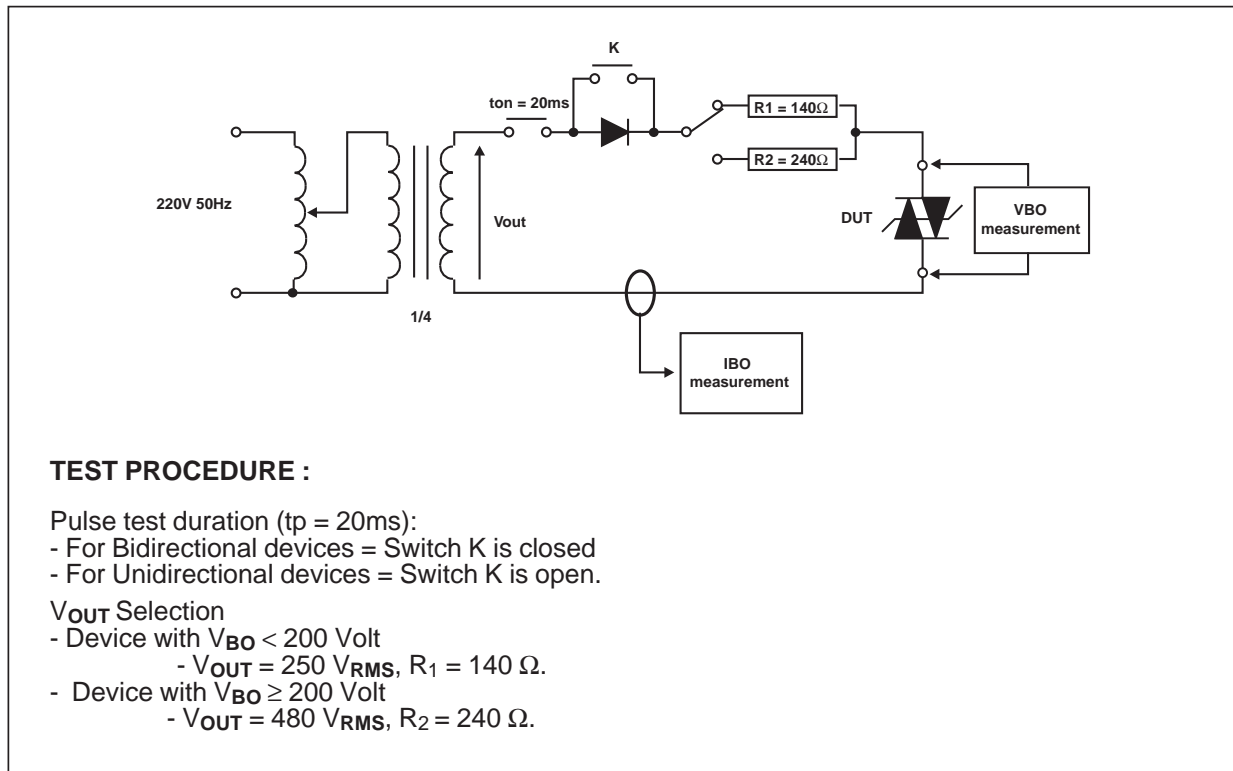 K
ton = 20ms
R1 = 140Ω
R2 = 240Ω
220V 50Hz
Vout
DUT
VBO
measurement
1/4
IBO
measurement
TEST PROCEDURE :
Pulse test duration (tp = 20ms):
- For Bidirectional devices = Switch K is closed
- For Unidirectional devices = Switch K is open.
VOUT Selection
- Device with VBO < 200 Volt
- VOUT = 250 VRMS, R1 = 140 Ω.
- Device with VBO ≥ 200 Volt
- VOUT = 480 VRMS, R2 = 240 Ω.